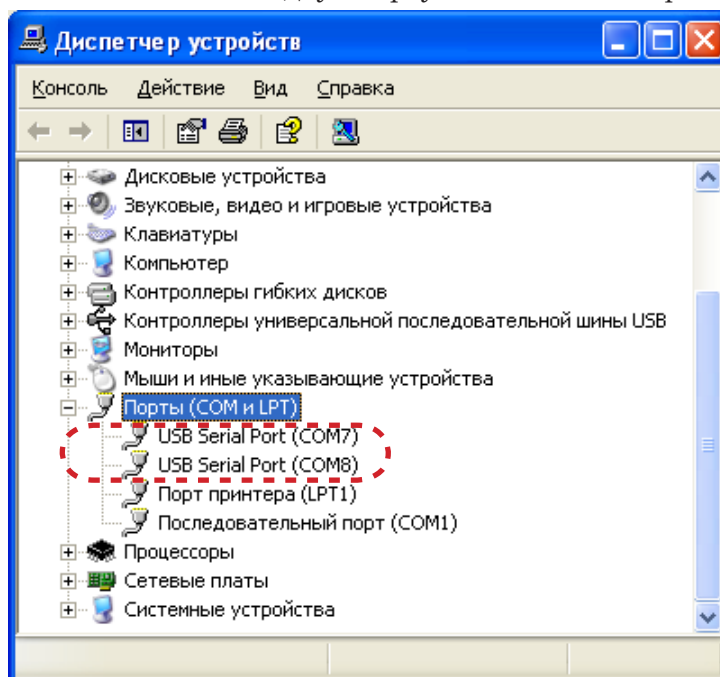 Диспетчер устройств
Консоль Действие Вид Справка
Дисковые устройства
Звуковые, видео и игровые устройства
Клавиатуры
Компьютер
Контроллеры гибких дисков
Контроллеры универсальной последовательной шины USB
Мониторы
Мыши и иные указывающие устройства
Порты (COM и LPT)
USB Serial Port (COM7)
USB Serial Port (COM8)
Порт принтера (LPT1)
Последовательный порт (COM1)
Процессоры
Сетевые платы
Системные устройства